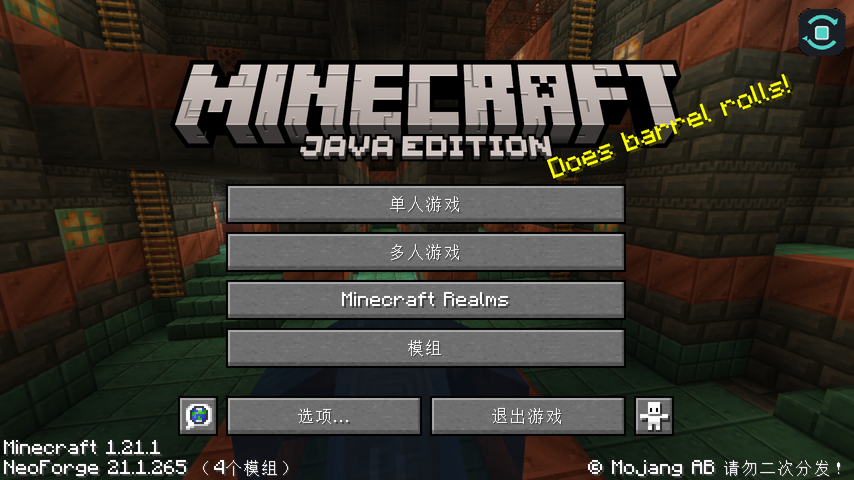 MINECRAFT
JAVA EDITION
Does barrel rolls!
单人游戏
多人游戏
Minecraft Realms
模组
选项...
退出游戏
Minecraft 1.21.1
NeoForge 21.1.265 （4个模组）
© Mojang AB 请勿二次分发！